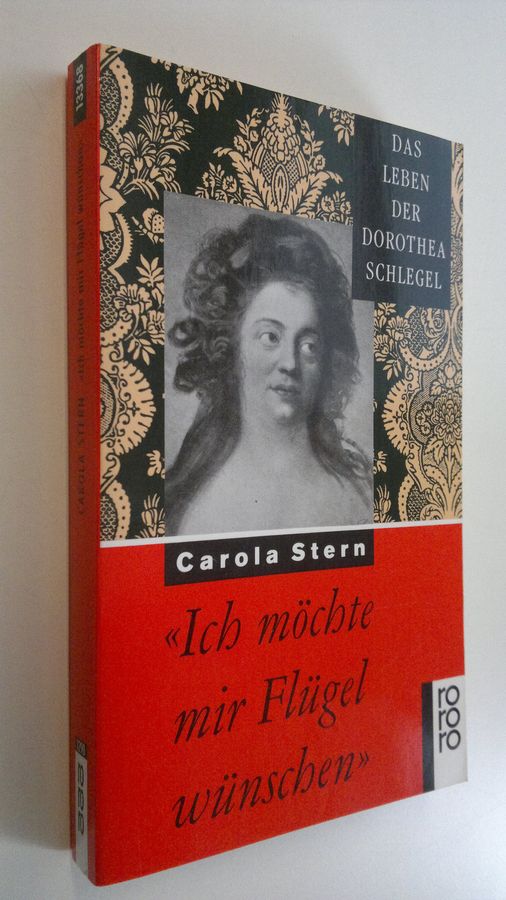 DAS
LEBEN
DER
DOROTHEA
SCHLEGEL
Carola Stern
«Ich möchte
mir Flügel
wünschen»
ro
ro
ro
13368
CAROLA STERN «Ich möchte mir Flügel wünschen»